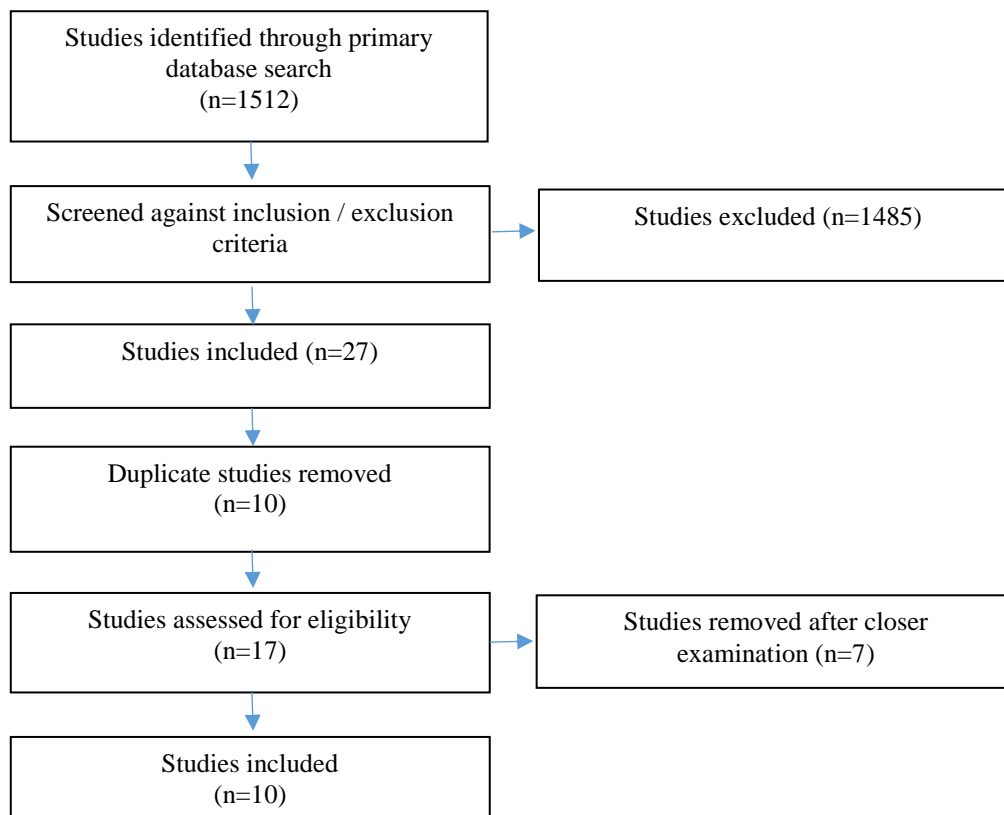 Studies identified through primary
database search
(n=1512)
Screened against inclusion / exclusion
criteria
Studies excluded (n=1485)
Studies included (n=27)
Duplicate studies removed
(n=10)
Studies assessed for eligibility
(n=17)
Studies removed after closer
examination (n=7)
Studies included
(n=10)